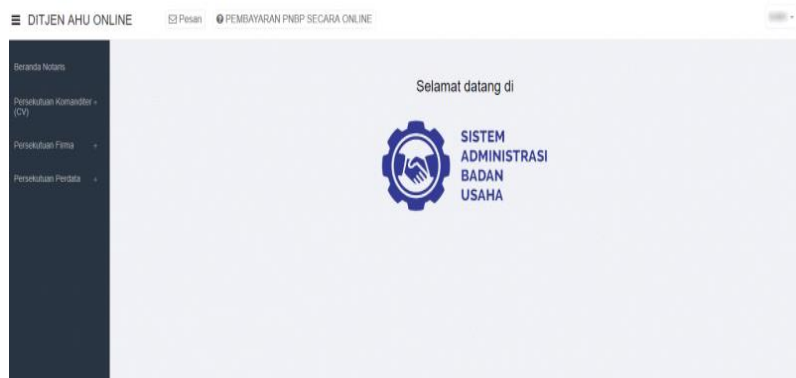 DITJEN AHU ONLINE
Pesan
PEMBAYARAN PNBP SECARA ONLINE
Beranda Notaris
Persekutuan Komanditer
(CV)
Persekutuan Firma
Persekutuan Perdata
Selamat datang di
SISTEM
ADMINISTRASI
BADAN
USAHA